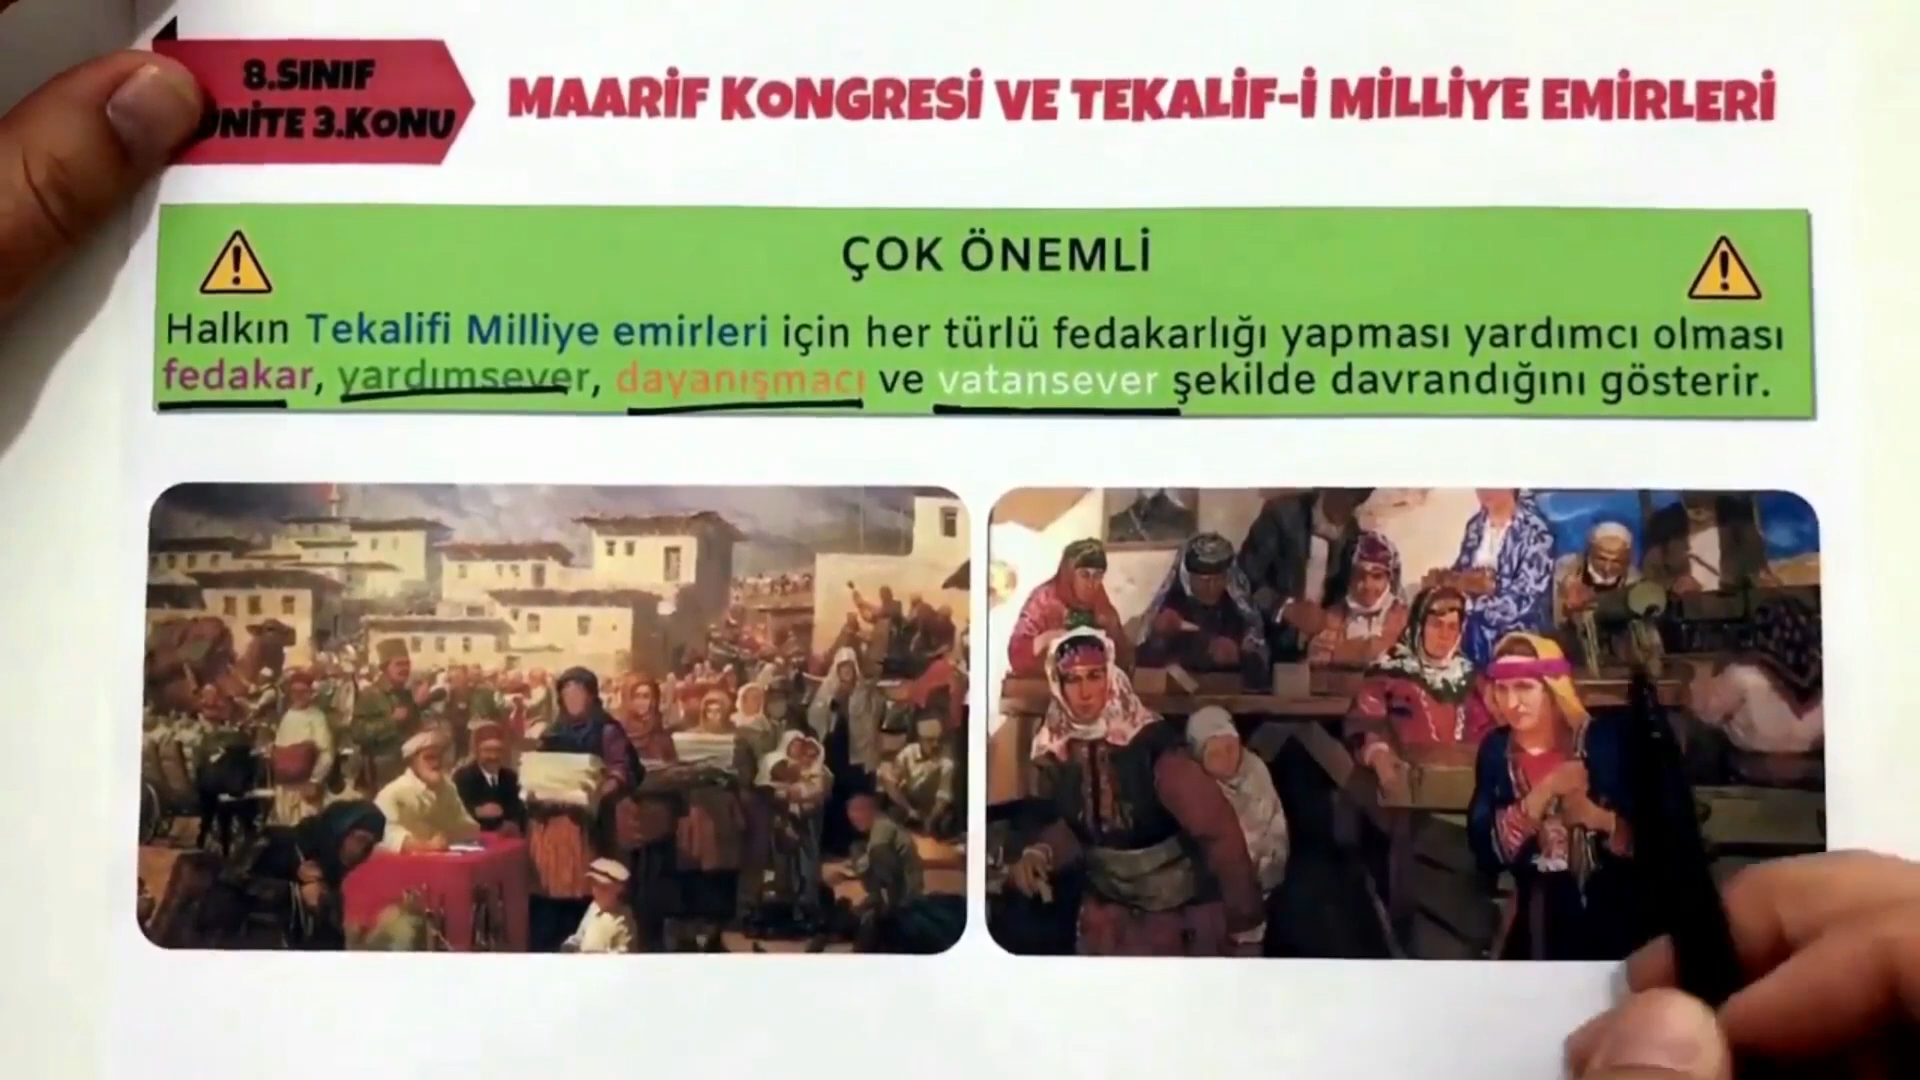 8.SINIF
ÜNİTE 3.KONU
MAARİF KONGRESİ VE TEKALİF-İ MİLLİYE EMİRLERİ
ÇOK ÖNEMLİ
Halkın Tekalifi Milliye emirleri için her türlü fedakarlığı yapması yardımcı olması
fedakar, yardımsever, dayanışmacı ve vatansever şekilde davrandığını gösterir.